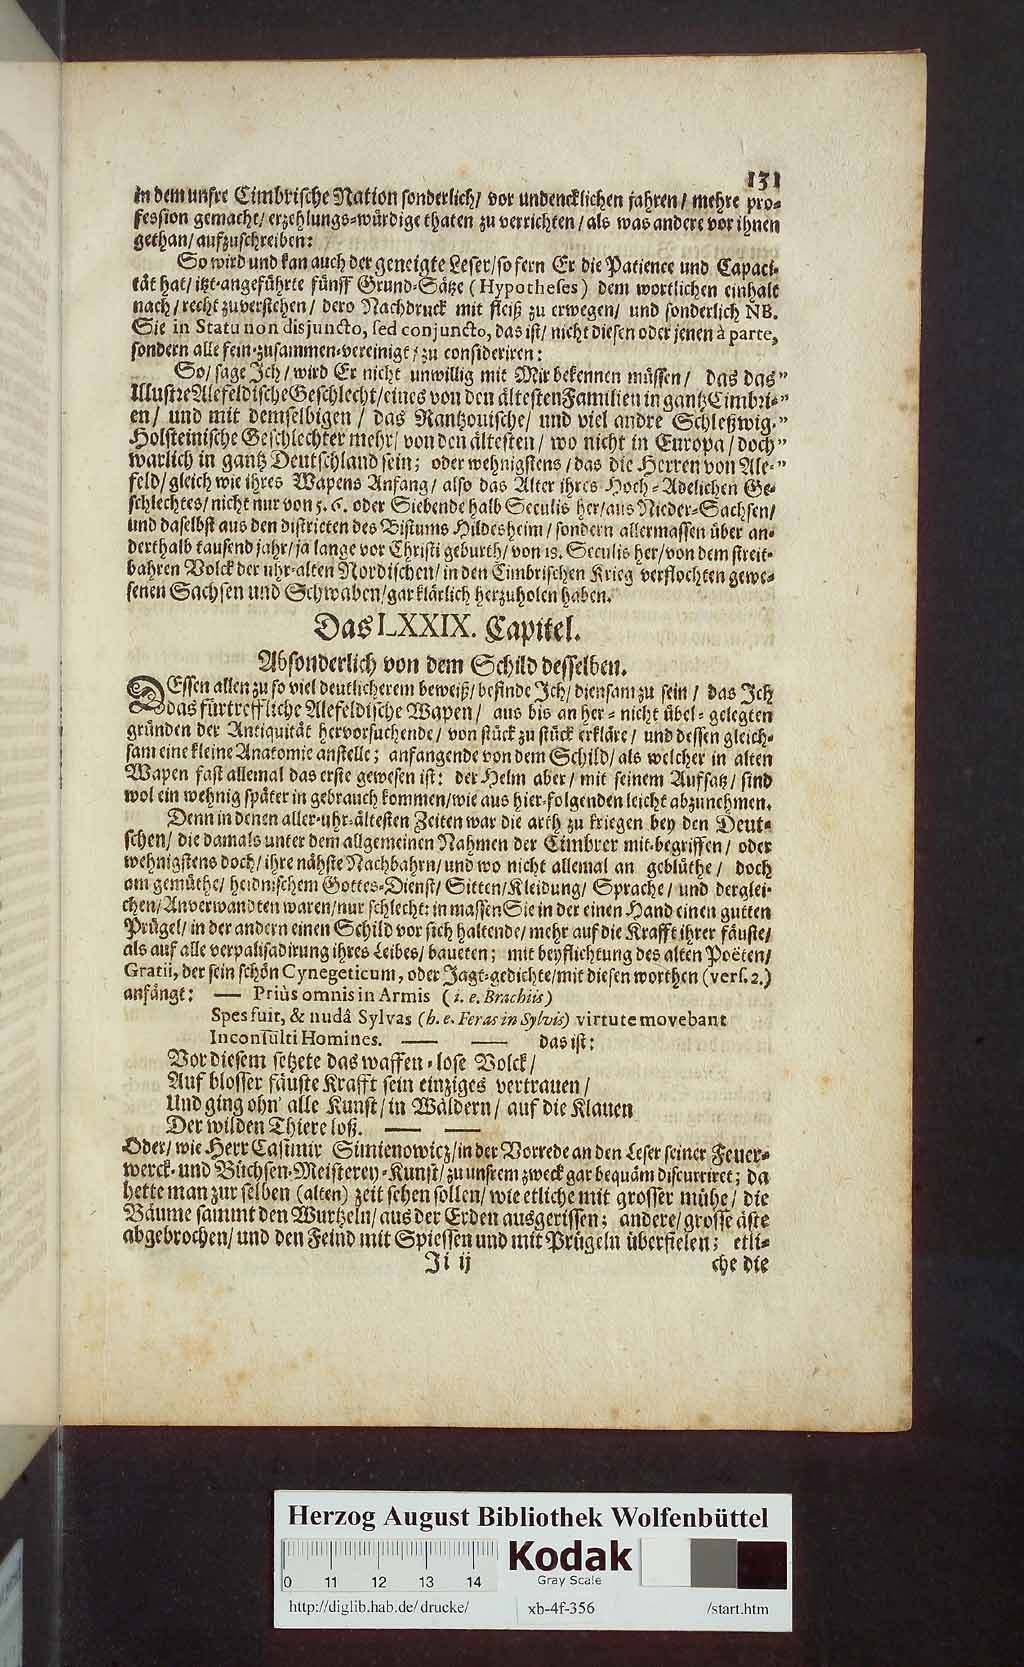 131
in dem unsre Cimbrische Nation sonderlich/ vor undencklichen jahren/ mehre pro-
fession gemacht/ erzehlungs-würdige thaten zu verrichten/ als was andere vor ihnen
gethan/ aufzuschreiben:
So wird und kan auch der geneigte Leser/ so fern Er die Patience und Capaci-
tåt hat/ itzt-angeführte fünff Grund-Såtze (Hypotheses) dem wortlichen einhalt
nach/ recht zuverstehen/ dero Nachdruck mit fleiß zu erwegen/ und sonderlich NB.
Sie in Statu non disjuncto, sed conjuncto, das ist/ nicht diesen oder jenen à parte,
sondern alle fein-zusammen-vereinigt/ zu consideriren:
So/ sage Ich/ wird Er nicht unwillig mit Mir bekennen müssen/ das das"
Illustre Alefeldische Geschlecht/ eines von den åltesten Familien in gantz Cimbri-"
en/ und mit demselbigen/ das Rantzouische/ und viel andre Schleßwig-"
Holsteinische Geschlechter mehr/ von den åltesten/ wo nicht in Europa/ doch"
warlich in gantz Deutschland sein; oder wehnigstens/ das die Herren von Ale-"
feld/ gleich wie ihres Wapens Anfang/ also das Alter ihres Hoch-Adelichen Ge-
schlechtes/ nicht nur von 5. 6. oder Siebende halb Seculis her/ aus Nieder-Sachsen/
und daselbst aus den districten des Bistums Hildesheim/ sondern allermassen über an-
derthalb tausend jahr/ ja lange vor Christi geburth/ von 18. Seculis her/ von dem streit-
bahren Volck der uhr-alten Nordischen/ in den Cimbrischen Krieg verflochten gewe-
senen Sachsen und Schwaben/ gar klårlich herzuholen haben.
Das LXXIX. Capitel.
Absonderlich von dem Schild desselben.
DEssen allen zu so viel deutlicherem beweiß/ befinde Ich/ diensam zu sein/ das Ich
das fürtreffliche Alefeldische Wapen/ aus bis an her-nicht übel-gelegten
gründen der Antiquitåt hervorsuchende/ von stück zu stück erklåre/ und dessen gleich-
sam eine kleine Anatomie anstelle; anfangende von dem Schild/ als welcher in alten
Wapen fast allemal das erste gewesen ist: der Helm aber/ mit seinem Aufsatz/ sind
wol ein wehnig spåter in gebrauch kommen/ wie aus hier-folgenden leicht abzunehmen.
Denn in denen aller-uhr-åltesten Zeiten war die arth zu kriegen bey den Deut-
schen/ die damals unter dem allgemeinen Nahmen der Cimbrer mit-begriffen/ oder
wehnigstens doch/ ihre nåhste Nachbahrn/ und wo nicht allemal an geblüthe/ doch
am gemüthe/ heidnischem Gottes-Dienst/ Sitten/ Kleidung/ Sprache/ und derglei-
chen/ Anverwandten waren/ nur schlecht: in massen Sie in der einen Hand einen gutten
Prügel/ in der andern einen Schild vor sich haltende/ mehr auf die Krafft ihrer fåuste/
als auf alle verpalisadirung ihres Leibes/ baueten; mit beyflichtung des alten Poëten/
Gratii, der sein schön Cynegeticum, oder Jagt-gedichte/ mit diesen worthen (vers. 2.)
anfångt: — Priùs omnis in Armis (i. e. Brachiis)
Spes fuit, & nudâ Sylvas (h. e. Feras in Sylvis) virtute movebant
Inconsulti Homines. — — das ist:
Vor diesem setzete das waffen-lose Volck/
Auf blosser fåuste Krafft sein einziges vertrauen/
Und ging ohn' alle Kunst/ in Wåldern/ auf die Klauen
Der wilden Thiere loß. — —
Oder/ wie Herr Casimir Simienowicz/ in der Vorrede an den Leser seiner Feuer-
werck- und Büchsen-Meisterey-Kunst/ zu unsrem zweck gar bequåm discurriret; da
hette man zur selben (alten) zeit sehen sollen/ wie etliche mit grosser mühe/ die
Båume sammt den Wurtzeln/ aus der Erden ausgerissen; andere/ grosse åste
abgebrochen/ und den Feind mit Spiessen und mit Prügeln überfielen; etli-
Ii ij che die
Herzog August Bibliothek Wolfenbüttel
Kodak
Gray Scale
0 11 12 13 14
http://diglib.hab.de/drucke/ xb-4f-356 /start.htm